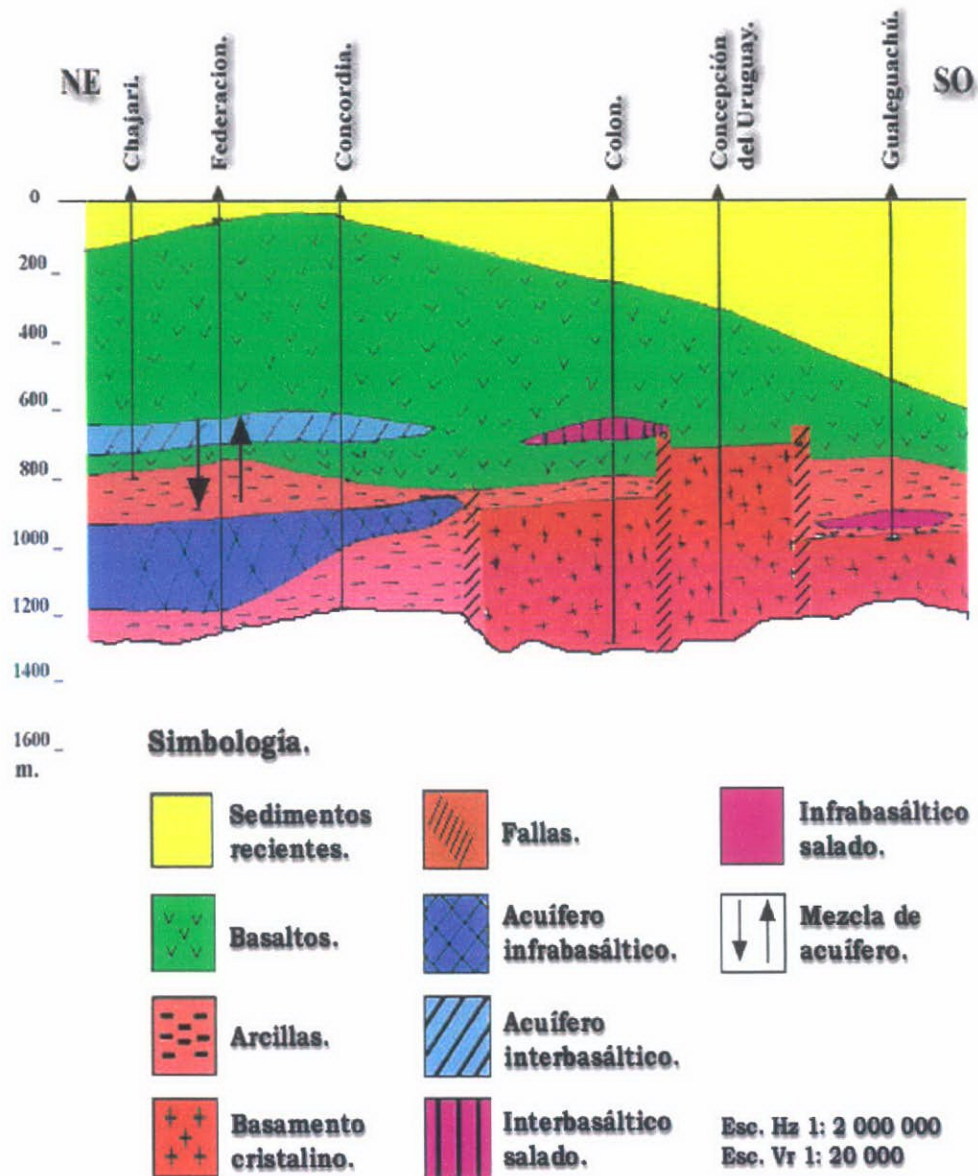 NE
SO
Chajari.
Federacion.
Concordia.
Colon.
Concepción
del Uruguay.
Gualeguachú.
0
200
400
600
800
1000
1200
1400
1600
m.
Simbología.
Sedimentos
recientes.
Fallas.
Infrabasáltico
salado.
Basaltos.
Acuífero
infrabasáltico.
Mezcla de
acuífero.
Arcillas.
Acuífero
interbasáltico.
Basamento
cristalino.
Interbasáltico
salado.
Esc. Hz 1: 2 000 000
Esc. Vr 1: 20 000